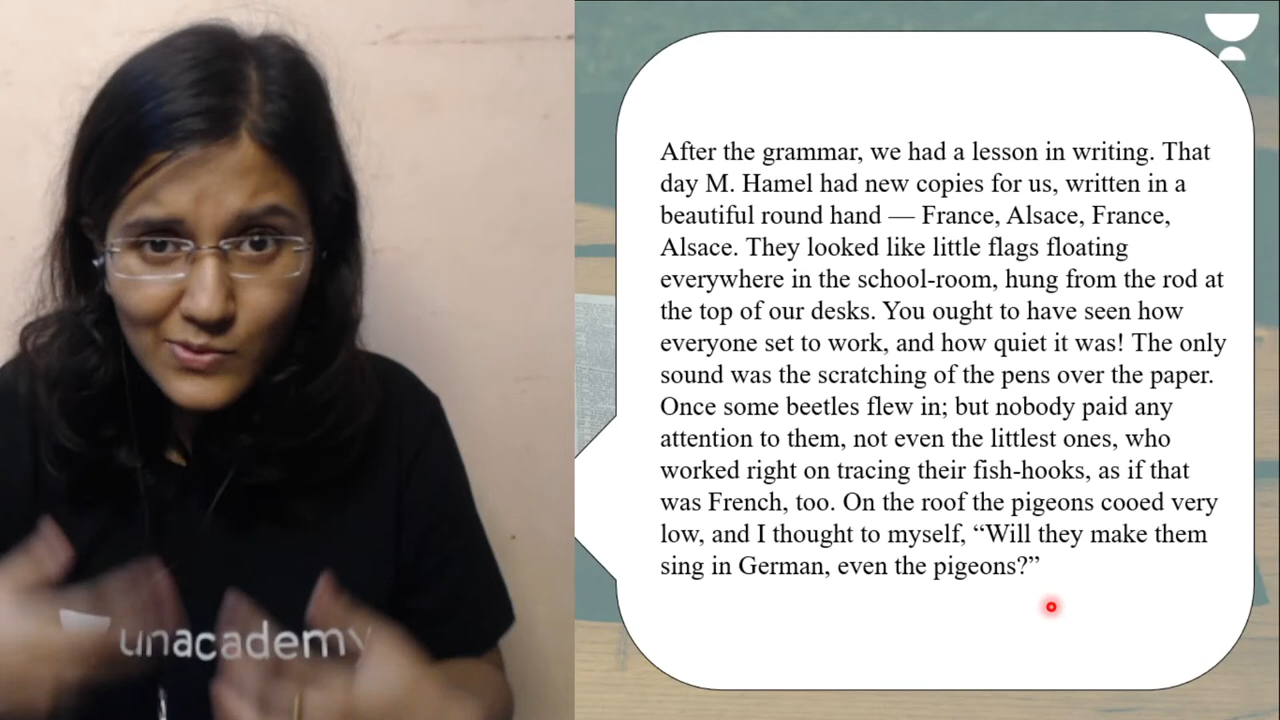 After the grammar, we had a lesson in writing. That
day M. Hamel had new copies for us, written in a
beautiful round hand — France, Alsace, France,
Alsace. They looked like little flags floating
everywhere in the school-room, hung from the rod at
the top of our desks. You ought to have seen how
everyone set to work, and how quiet it was! The only
sound was the scratching of the pens over the paper.
Once some beetles flew in; but nobody paid any
attention to them, not even the littlest ones, who
worked right on tracing their fish-hooks, as if that
was French, too. On the roof the pigeons cooed very
low, and I thought to myself, “Will they make them
sing in German, even the pigeons?”
unacademy